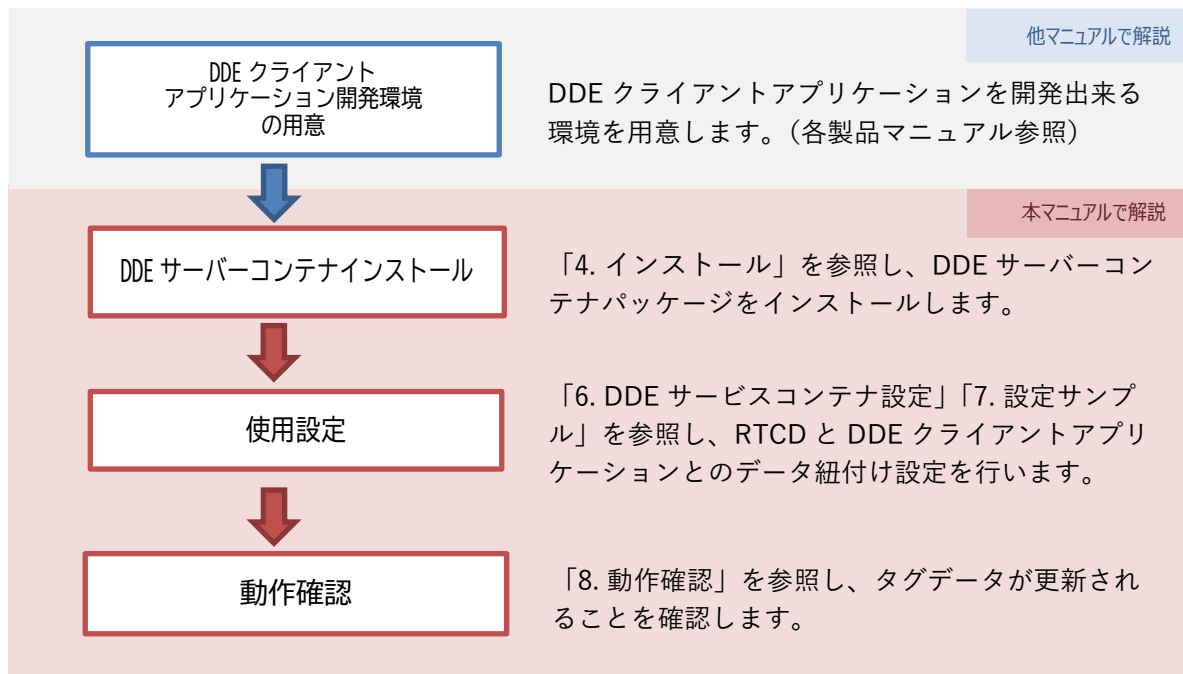 他マニュアルで解説
DDE クライアント
アプリケーション開発環境
の用意
DDE クライアントアプリケーションを開発出来る
環境を用意します。（各製品マニュアル参照）
本マニュアルで解説
DDE サーバーコンテナインストール
「4. インストール」を参照し、DDE サーバーコン
テナパッケージをインストールします。
使用設定
「6. DDE サービスコンテナ設定」「7. 設定サンプ
ル」を参照し、RTCD と DDE クライアントアプリ
ケーションとのデータ紐付け設定を行います。
動作確認
「8. 動作確認」を参照し、タグデータが更新され
ることを確認します。